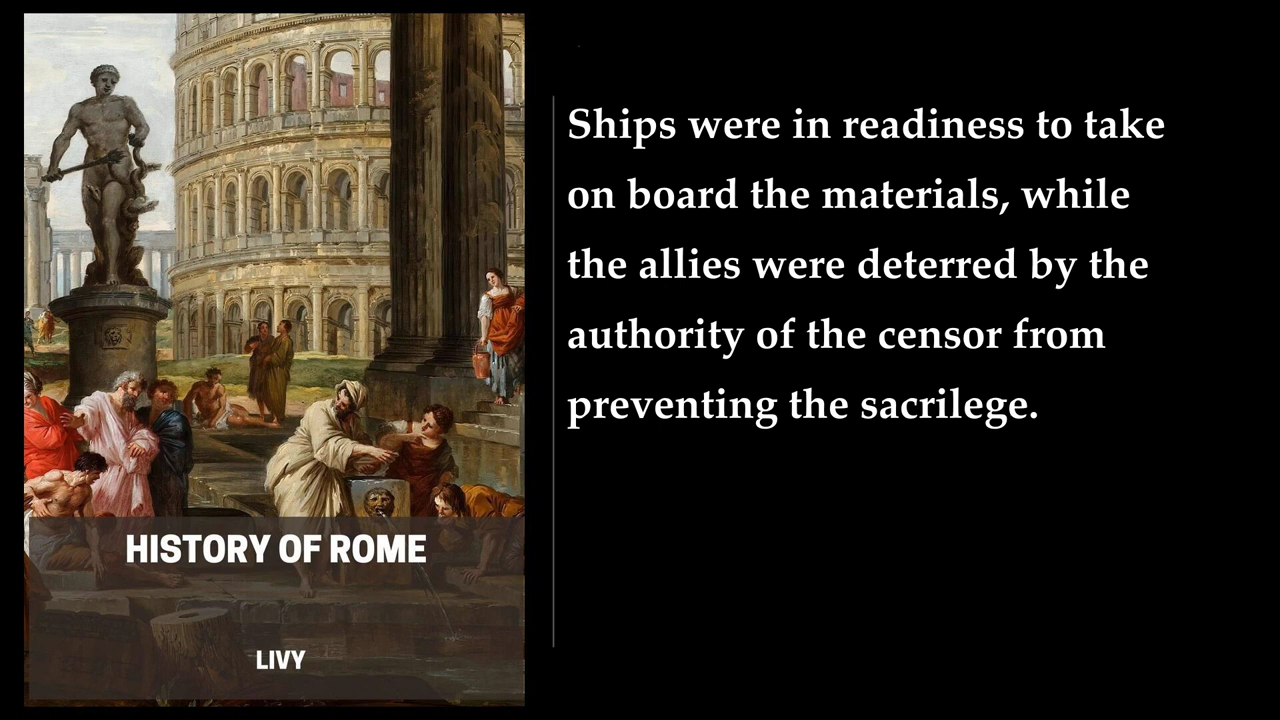 Ships were in readiness to take
on board the materials, while
the allies were deterred by the
authority of the censor from
preventing the sacrilege.
HISTORY OF ROME
LIVY